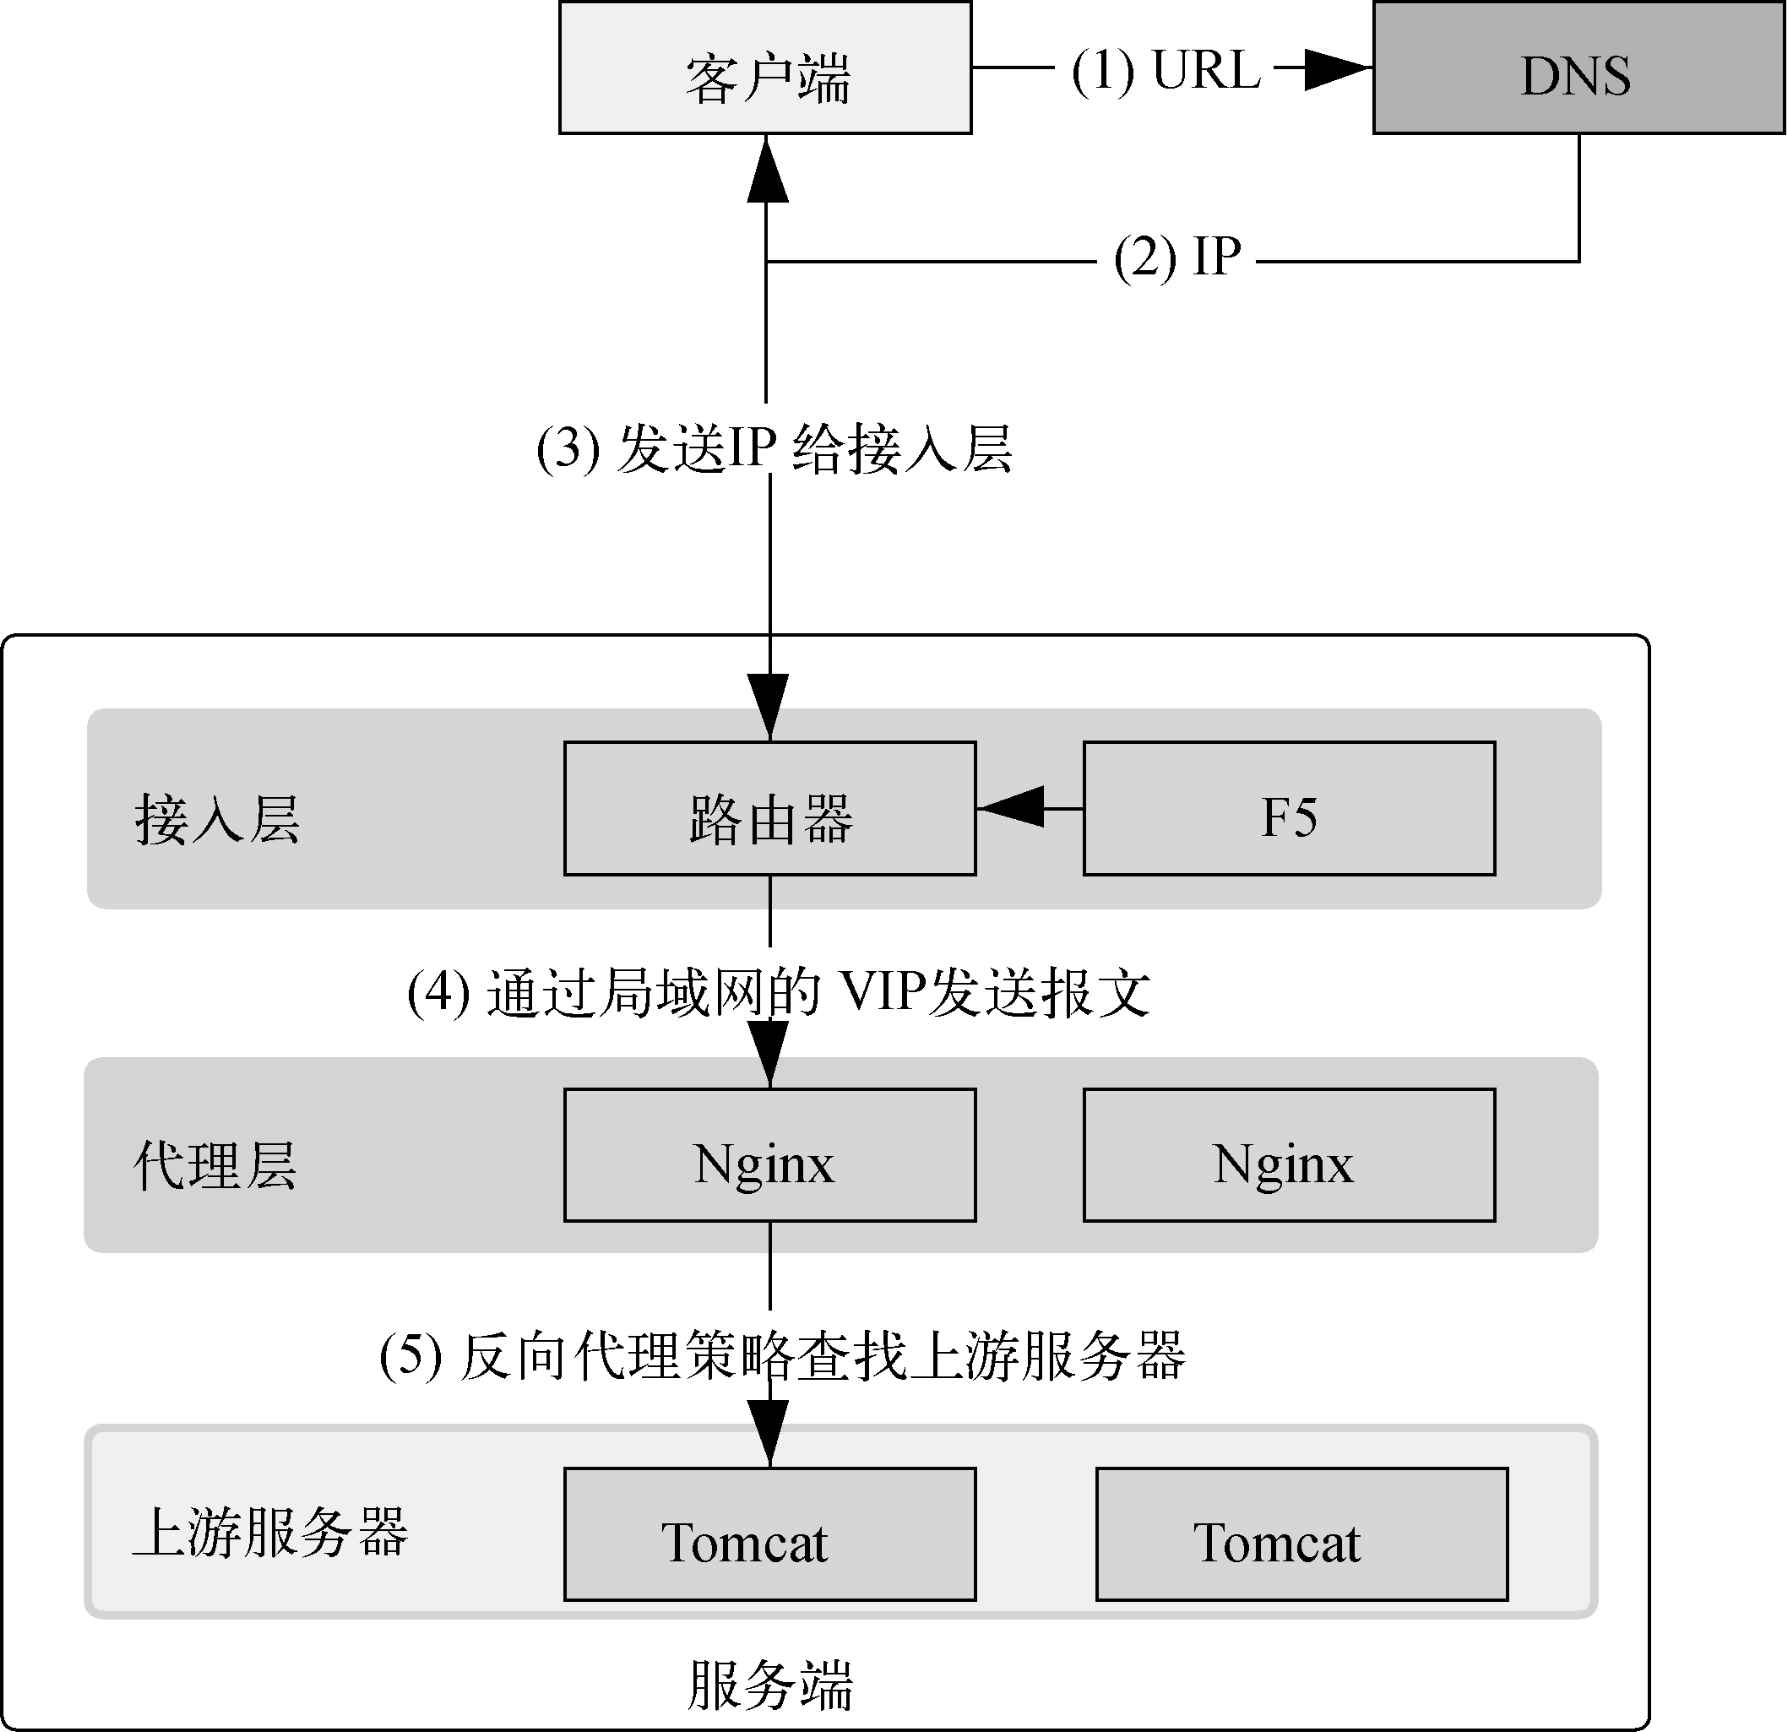 客户端
(1) URL
DNS
(2) IP
(3) 发送IP 给接入层
接入层
路由器
F5
(4) 通过局域网的 VIP发送报文
代理层
Nginx
Nginx
(5) 反向代理策略查找上游服务器
上游服务器
Tomcat
Tomcat
服务端